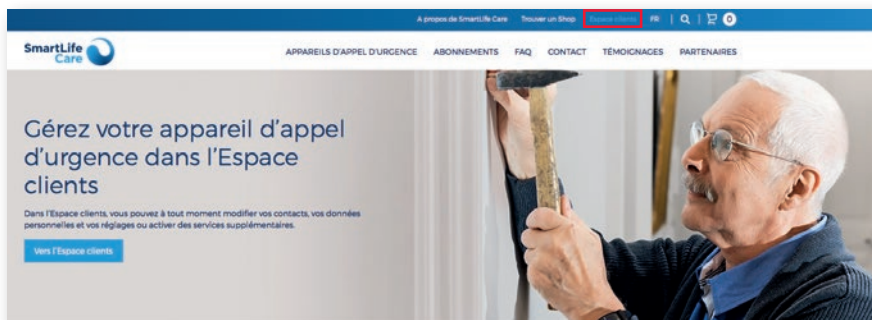 A propos de SmartLife Care Trouver un Shop Espace clients FR 0
SmartLife Care
APPAREILS D'APPEL D'URGENCE ABONNEMENTS FAQ CONTACT TÉMOIGNAGES PARTENAIRES
Gérez votre appareil d'appel
d'urgence dans l'Espace
clients
Dans l'Espace clients, vous pouvez à tout moment modifier vos contacts, vos données
personnelles et vos réglages ou activer des services supplémentaires.
Vers l'Espace clients